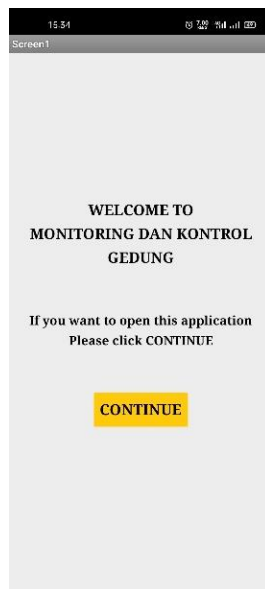 15.34
Screen1
WELCOME TO
MONITORING DAN KONTROL
GEDUNG
If you want to open this application
Please click CONTINUE
CONTINUE